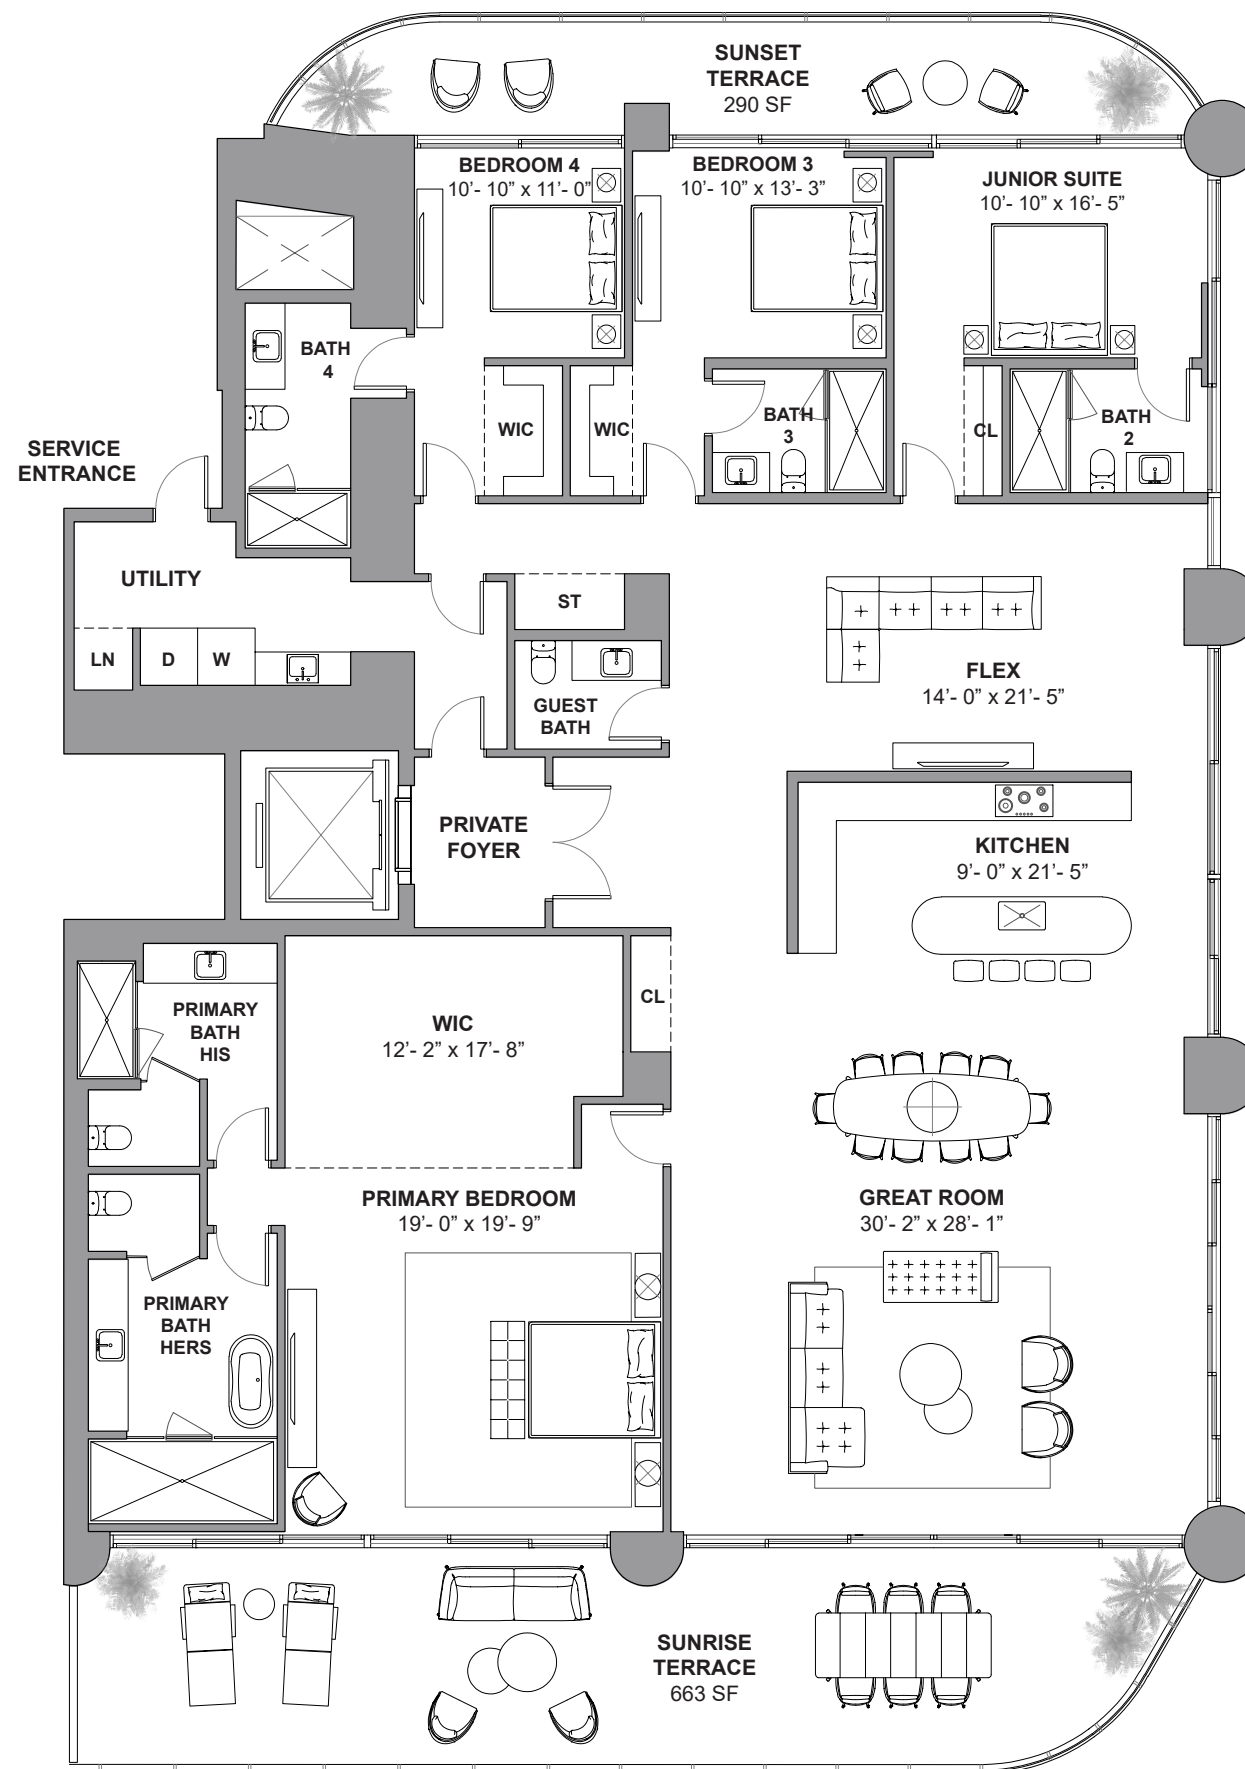 SUNSET
TERRACE
290 SF
BEDROOM 4
10’- 10” x 11’- 0”
BEDROOM 3
10’- 10” x 13’- 3”
JUNIOR SUITE
10’- 10” x 16’- 5”
BATH
4
WIC
WIC
BATH
3
CL
BATH
2
SERVICE
ENTRANCE
UTILITY
LN
D
W
ST
GUEST
BATH
FLEX
14’- 0” x 21’- 5”
PRIVATE
FOYER
KITCHEN
9’- 0” x 21’- 5”
PRIMARY
BATH
HIS
WIC
12’- 2” x 17’- 8”
CL
PRIMARY BEDROOM
19’- 0” x 19’- 9”
GREAT ROOM
30’- 2” x 28’- 1”
PRIMARY
BATH
HERS
SUNRISE
TERRACE
663 SF